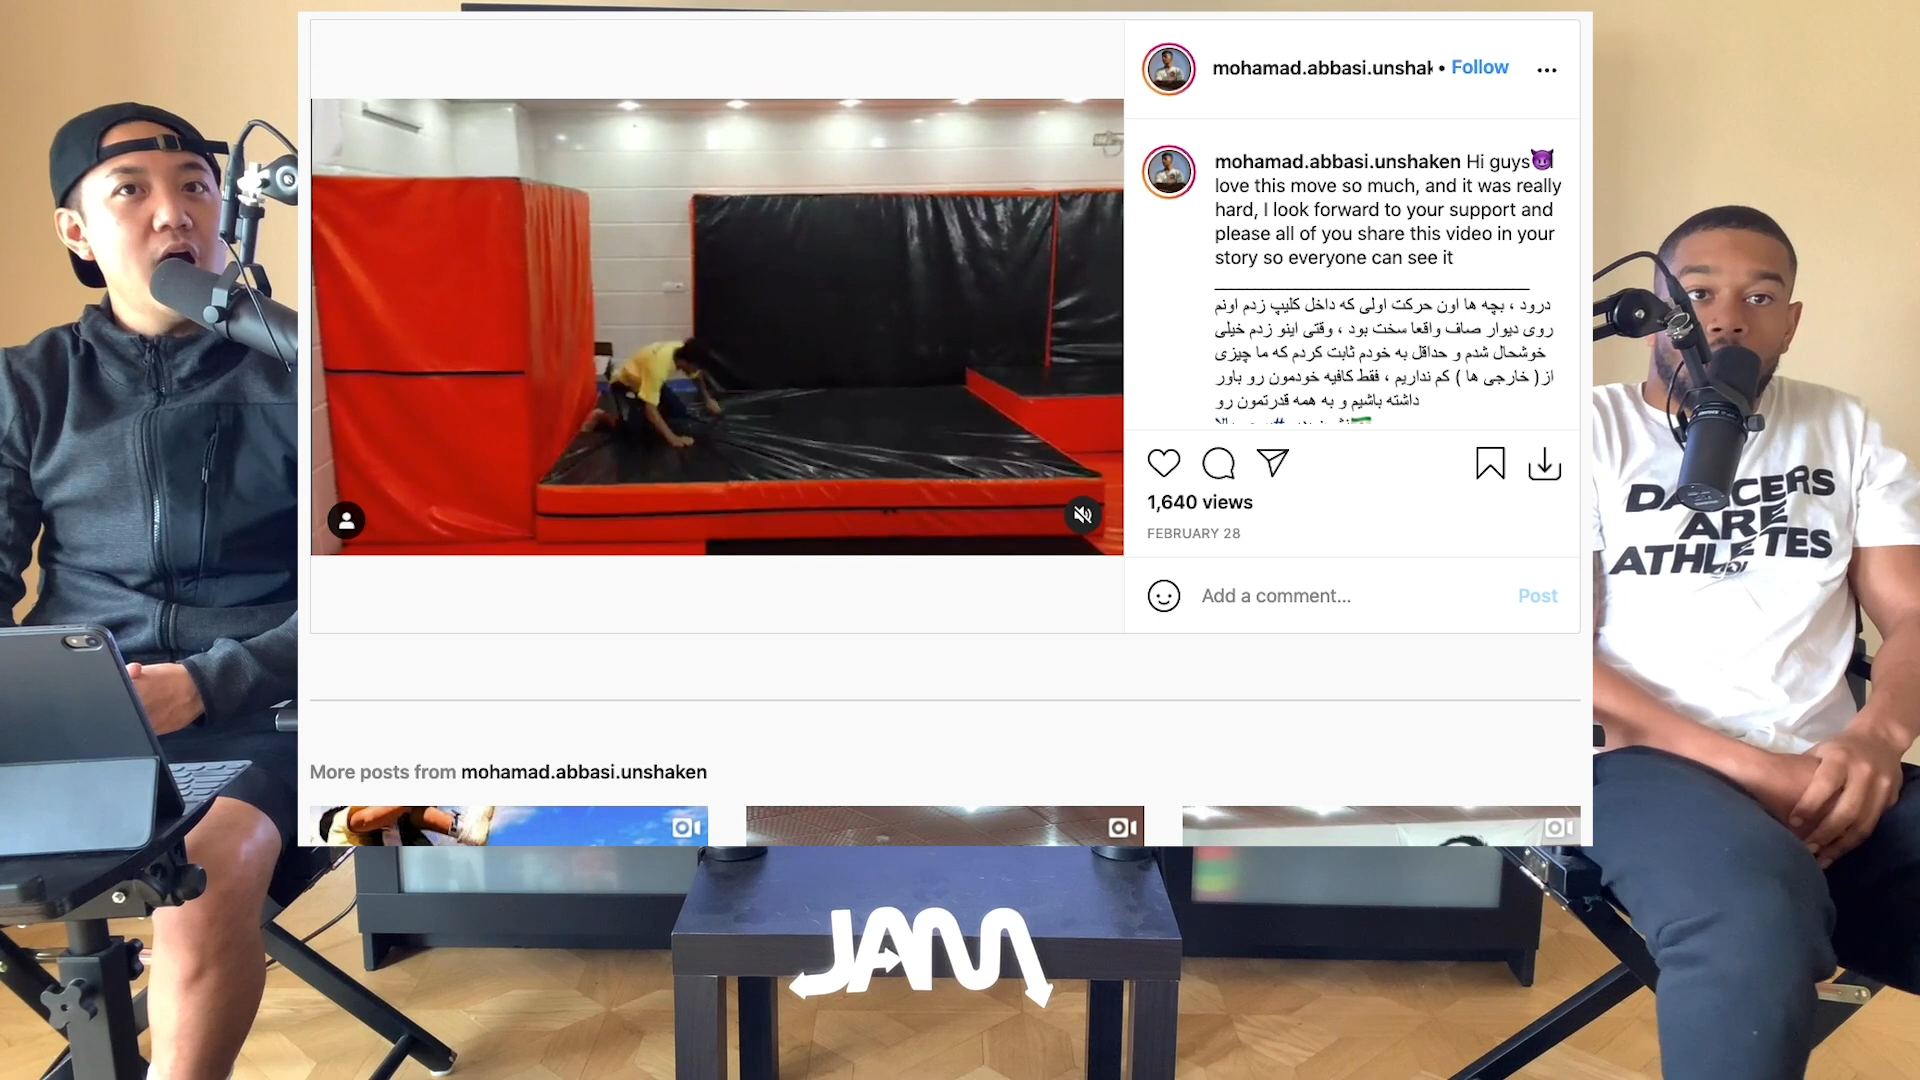 mohamad.abbasi.unshak • Follow
mohamad.abbasi.unshaken Hi guys😈I
love this move so much, and it was really
hard, I look forward to your support and
please all of you share this video in your
story so everyone can see it
درود ، بچه ها اون حرکت اولی که داخل کلیپ زدم اونم
روی دیوار صاف واقعا سخت بود ، وقتی اینو زدم خیلی
خوشحال شدم و حداقل به خودم ثابت کردم که ما چیزی
از( خارجی ها ) کم نداریم ، فقط کافیه خودمون رو باور
داشته باشیم و به همه قدرتمون رو
1,640 views
FEBRUARY 28
Add a comment...
Post
More posts from mohamad.abbasi.unshaken
DANCERS
ARE
ATHLETES
JAM